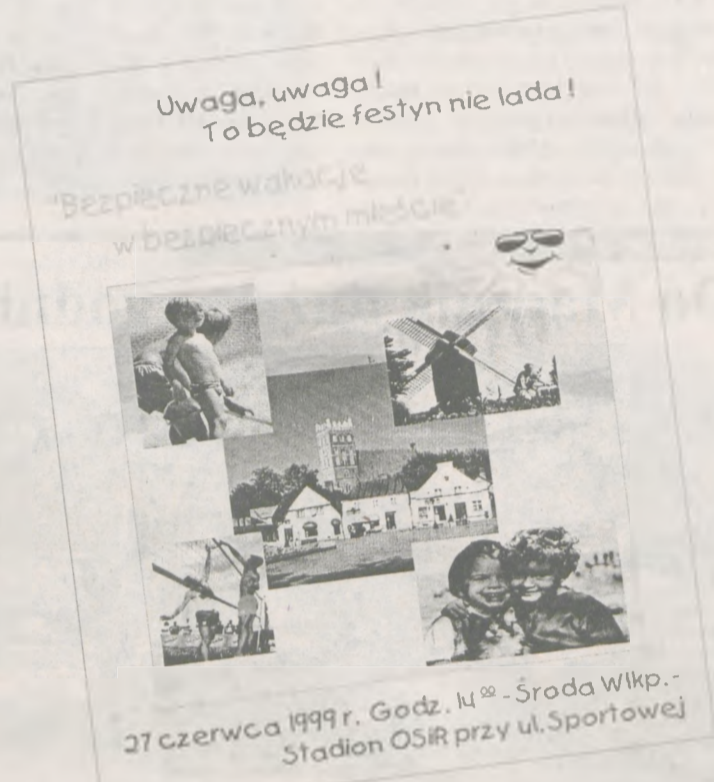 Uwaga, uwaga!
To będzie festyn nie lada!
"Bezpieczne wakacje
w bezpiecznym mieście"
27 czerwca 1999 r. Godz. 14⁰⁰ - Środa Wlkp.-
Stadion OSiR przy ul. Sportowej